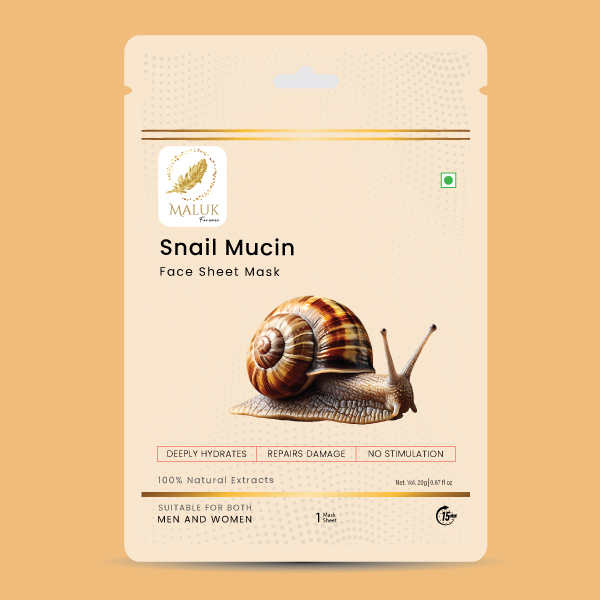 MALUK
Forever
Snail Mucin
Face Sheet Mask
DEEPLY HYDRATES
REPAIRS DAMAGE
NO STIMULATION
100% Natural Extracts
Net. Vol. 20g|0.67 fl oz
SUITABLE FOR BOTH
MEN AND WOMEN
1 Mask
Sheet
15 MIN